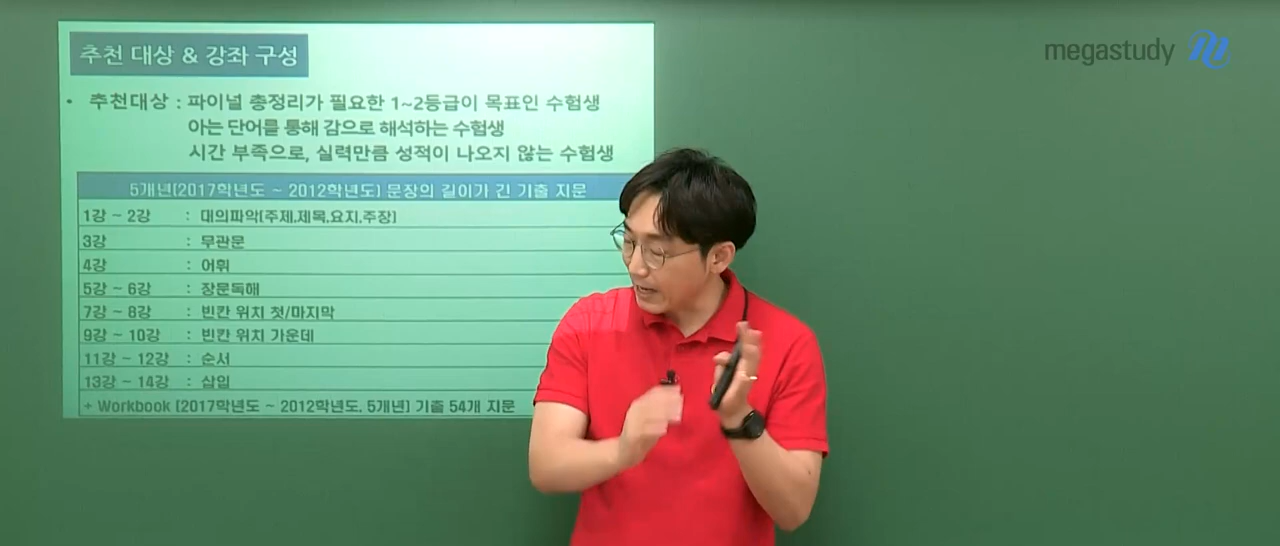 추천 대상 & 강좌 구성
megastudy
• 추천대상 : 파이널 총정리가 필요한 1~2등급이 목표인 수험생
아는 단어를 통해 감으로 해석하는 수험생
시간 부족으로, 실력만큼 성적이 나오지 않는 수험생
5개년(2017학년도 ~ 2012학년도) 문장의 길이가 긴 기출 지문
1강 ~ 2강 : 대의파악(주제,제목,요지,주장)
3강 : 무관문
4강 : 어휘
5강 ~ 6강 : 장문독해
7강 ~ 8강 : 빈칸 위치 첫/마지막
9강 ~ 10강 : 빈칸 위치 가운데
11강 ~ 12강 : 순서
13강 ~ 14강 : 삽입
+ Workbook (2017학년도 ~ 2012학년도, 5개년) 기출 54개 지문